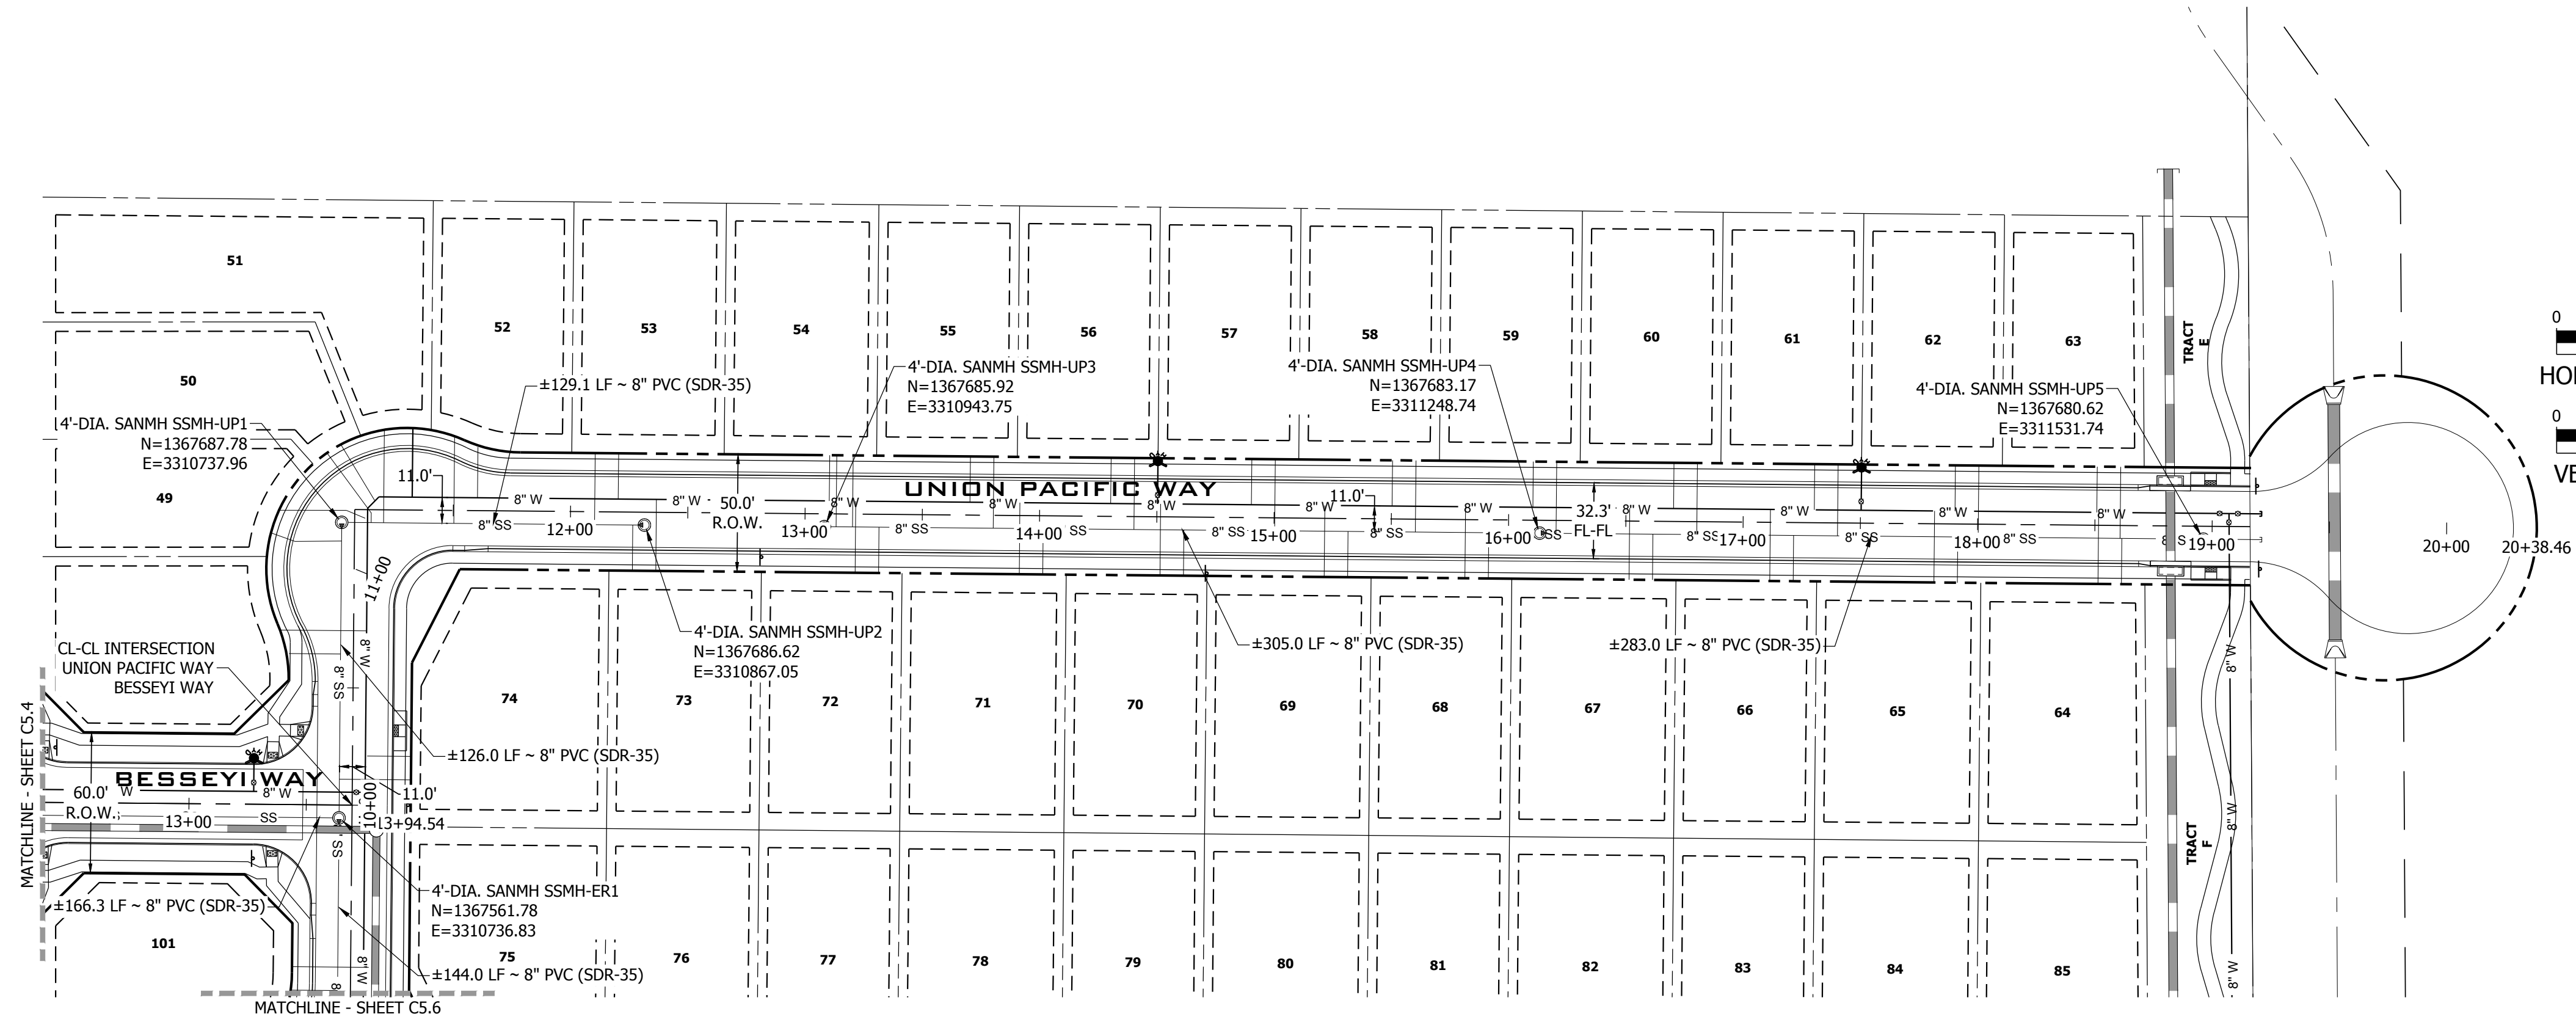 51
52
53
54
55
56
57
58
59
60
61
62
63
TRACT
E
50
49
4'-DIA. SANMH SSMH-UP1
N=1367687.78
E=3310737.96
±129.1 LF ~ 8" PVC (SDR-35)
4'-DIA. SANMH SSMH-UP3
N=1367685.92
E=3310943.75
4'-DIA. SANMH SSMH-UP4
N=1367683.17
E=3311248.74
4'-DIA. SANMH SSMH-UP5
N=1367680.62
E=3311531.74
0
HO
0
VE
11.0'
8" W
8" W
50.0'
R.O.W.
8" W
UNION PACIFIC WAY
8" W
8" W
8" W
11.0'
8" W
8" W
32.3'
FL-FL
8" W
8" W
8" W
8" W
8" SS
12+00
13+00
8" SS
14+00
SS
8" SS
15+00
8" SS
16+00
SS
8" SS
17+00
8" SS
18+00
8" SS
8" S
19+00
20+00
20+38.46
11+00
8" W
8" SS
CL-CL INTERSECTION
UNION PACIFIC WAY
BESSEYI WAY
4'-DIA. SANMH SSMH-UP2
N=1367686.62
E=3310867.05
±305.0 LF ~ 8" PVC (SDR-35)
±283.0 LF ~ 8" PVC (SDR-35)
74
73
72
71
70
69
68
67
66
65
64
8" W
±126.0 LF ~ 8" PVC (SDR-35)
MATCHLINE - SHEET C5.4
BESSEYI WAY
60.0'
R.O.W.
W
8" W
11.0'
10+00
13+00
SS
13+94.54
SS
8" W
TRACT
F
4'-DIA. SANMH SSMH-ER1
N=1367561.78
E=3310736.83
±166.3 LF ~ 8" PVC (SDR-35)
101
±144.0 LF ~ 8" PVC (SDR-35)
8" W
8
75
76
77
78
79
80
81
82
83
84
85
8" W
MATCHLINE - SHEET C5.6